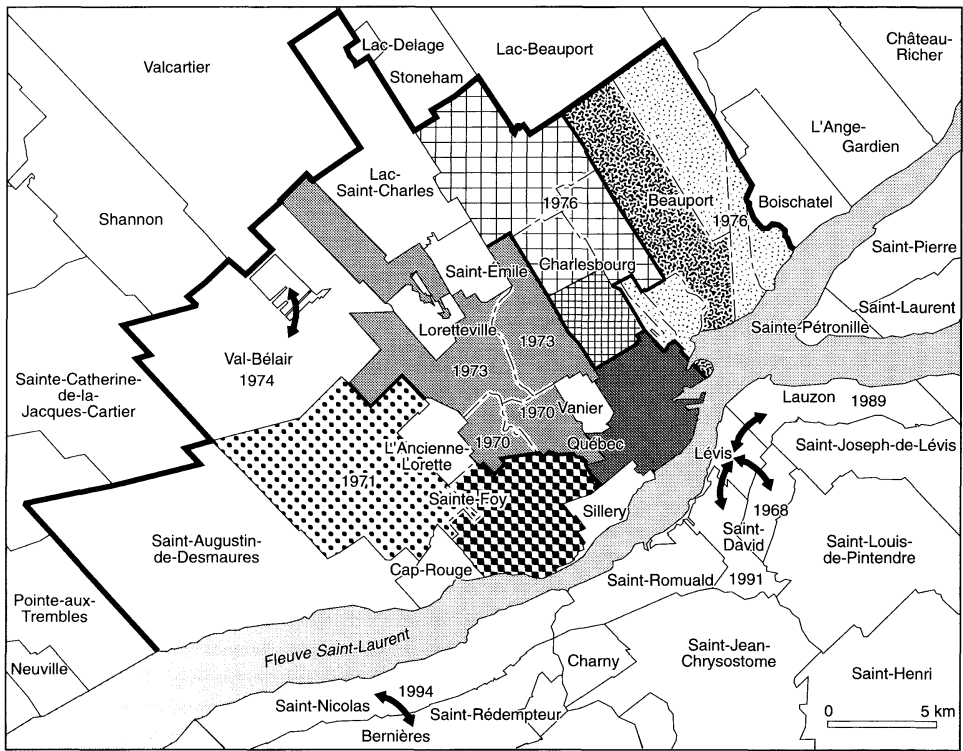 Lac-Delage
Lac-Beauport
Château-
Richer
Valcartier
Stoneham
L'Ange-
Gardien
Lac-
Saint-Charles
Shannon
1976
Beauport
1976
Boischatel
Saint-Pierre
Saint-Émile
Charlesbourg
Saint-Laurent
Loretteville
Sainte-Pétronille
Val-Bélair
1974
1973
1973
Sainte-Catherine-
de-la-
Jacques-Cartier
Vanier
1970
Lauzon 1989
L'Ancienne-
Lorette
1970
Québec
Lévis
Saint-Joseph-de-Lévis
1971
Sainte-Foy
Sillery
1968
Saint-
David
Saint-Augustin-
de-Desmaures
Saint-Louis-
de-Pintendre
Cap-Rouge
Saint-Romuald
1991
Pointe-aux-
Trembles
Fleuve Saint-Laurent
Neuville
Charny
Saint-Jean-
Chrysostome
Saint-Henri
1994
Saint-Nicolas
Saint-Rédempteur
Bernières
0 5 km